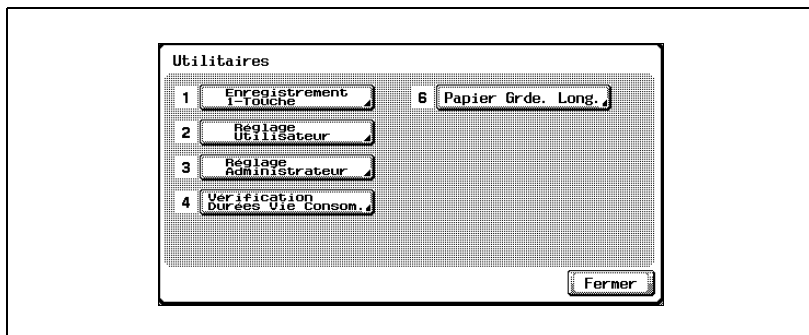 Utilitaires
1 Enregistrement
1-Touche
2 Réglage
Utilisateur
3 Réglage
Administrateur
4 Vérification
Durées Vie Consom.
6 Papier Grde. Long.
Fermer